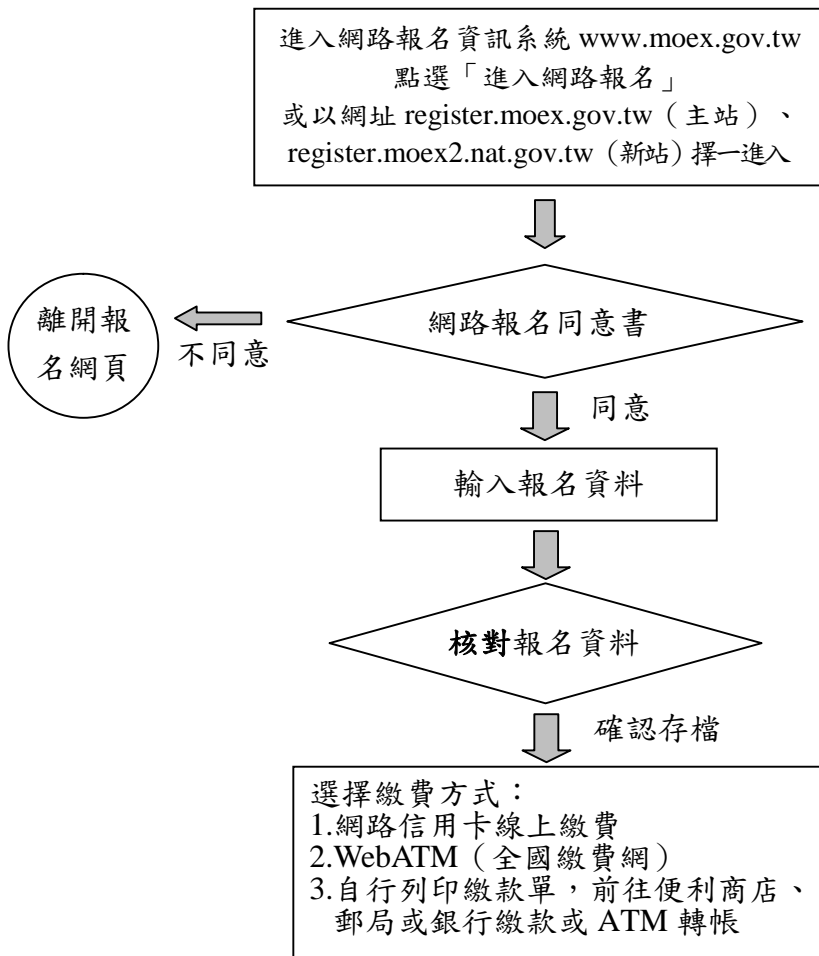 進入網路報名資訊系統 www.moex.gov.tw
點選「進入網路報名」
或以網址 register.moex.gov.tw（主站）、
register.moex2.nat.gov.tw（新站）擇一進入
網路報名同意書
離開報
名網頁
不同意
同意
輸入報名資料
核對報名資料
確認存檔
選擇繳費方式：
1.網路信用卡線上繳費
2.WebATM（全國繳費網）
3.自行列印繳款單，前往便利商店、
郵局或銀行繳款或 ATM 轉帳